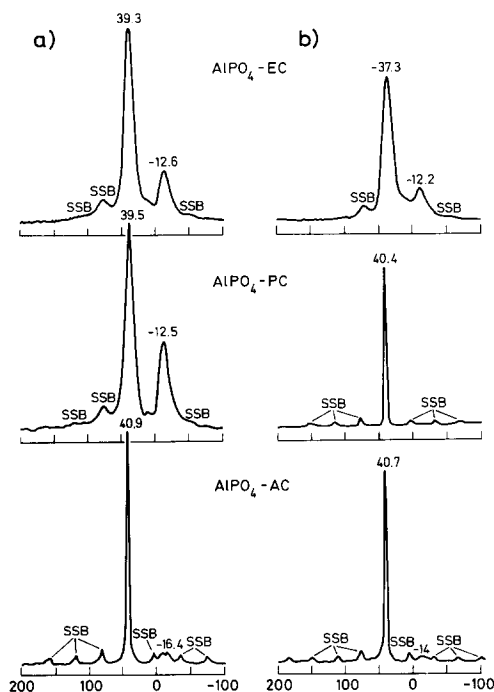 a)
b)
39.3
AlPO4-EC
-37.3
-12.6
-12.2
SSB SSB SSB
SSB SSB
39.5
AlPO4-PC
40.4
-12.5
SSB SSB SSB
SSB SSB
40.9
AlPO4-AC
40.7
SSB SSB -16.4 SSB
SSB SSB -14 SSB
200 100 0 -100
200 100 0 -100